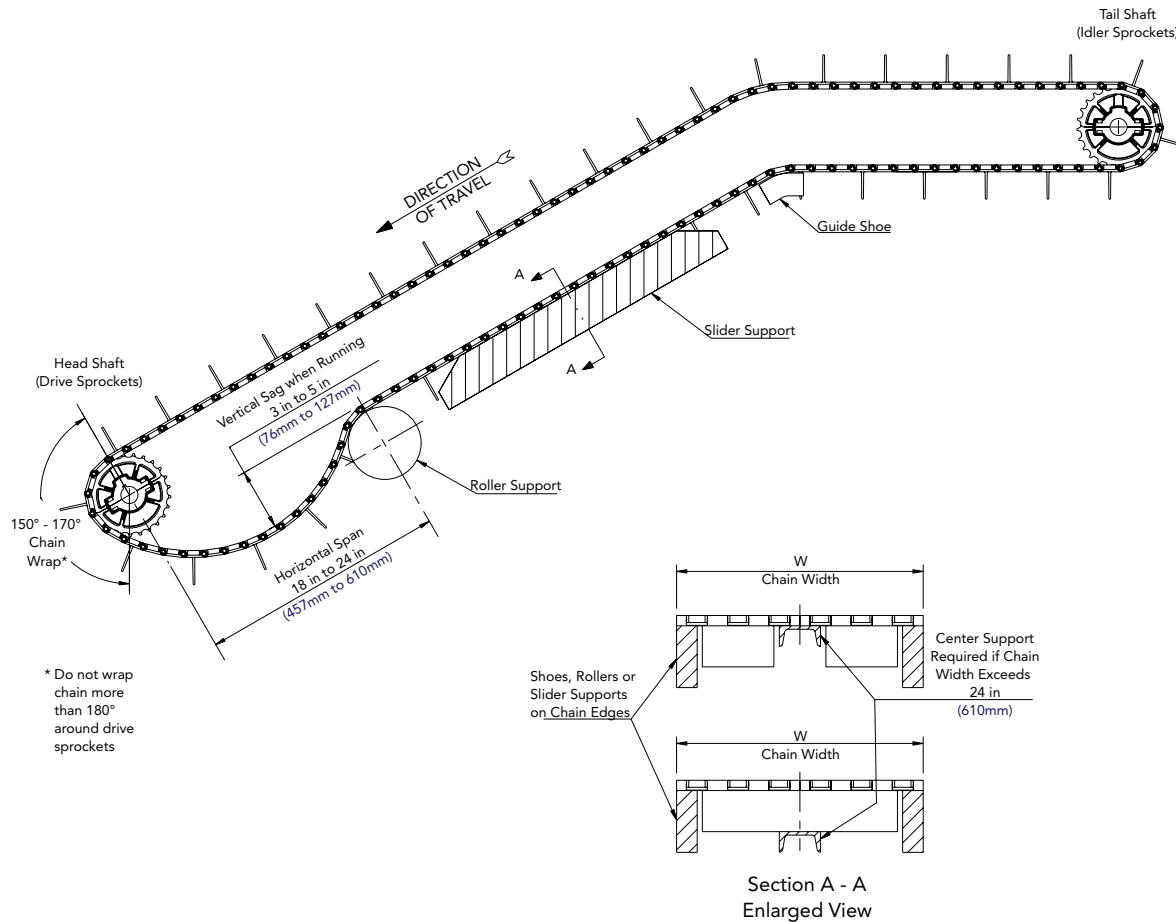 Tail Shaft
(Idler Sprockets)
DIRECTION
OF TRAVEL
Guide Shoe
A
Slider Support
A
Head Shaft
(Drive Sprockets)
Vertical Sag when Running
3 in to 5 in
(76mm to 127mm)
Roller Support
150° - 170°
Chain
Wrap*
Horizontal Span
18 in to 24 in
(457mm to 610mm)
* Do not wrap
chain more
than 180°
around drive
sprockets
W
Chain Width
Shoes, Rollers or
Slider Supports
on Chain Edges
Center Support
Required if Chain
Width Exceeds
24 in
(610mm)
W
Chain Width
Section A - A
Enlarged View